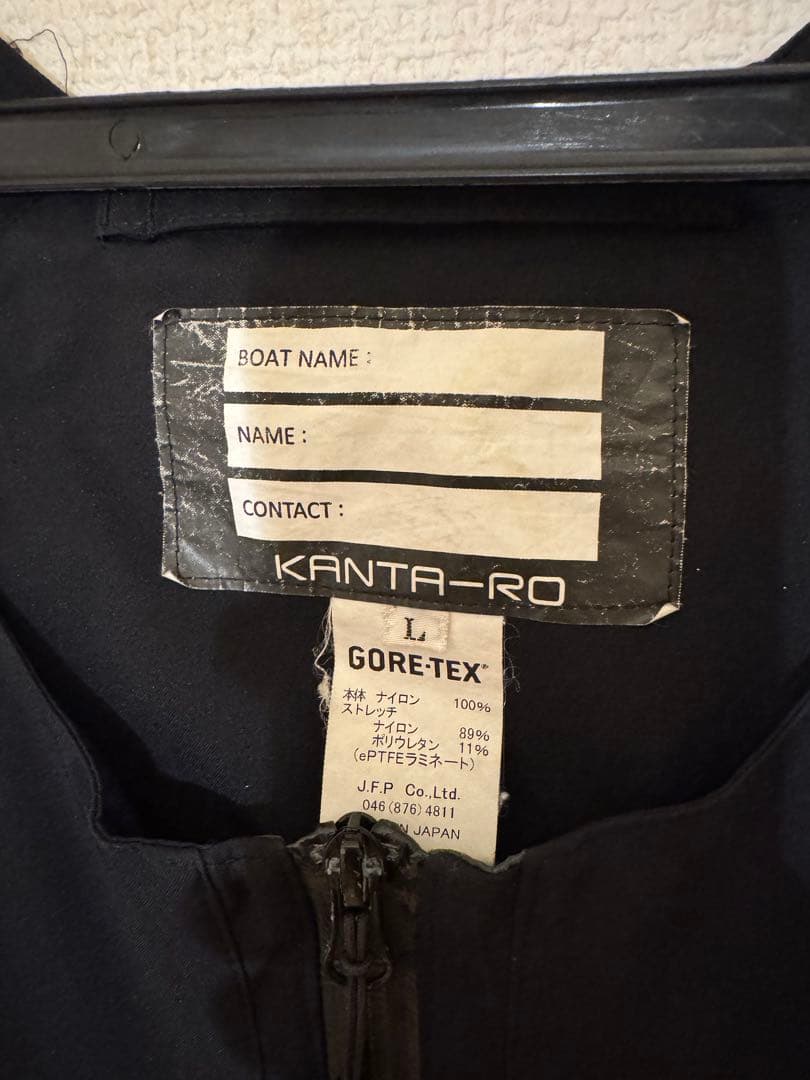 BOAT NAME :
NAME :
CONTACT :
KANTA-RO
L
GORE-TEX®
本体 ナイロン 100%
ストレッチ
ナイロン 89%
ポリウレタン 11%
(ePTFEラミネート)
J.F.P Co.,Ltd.
046(876)4811
IN JAPAN